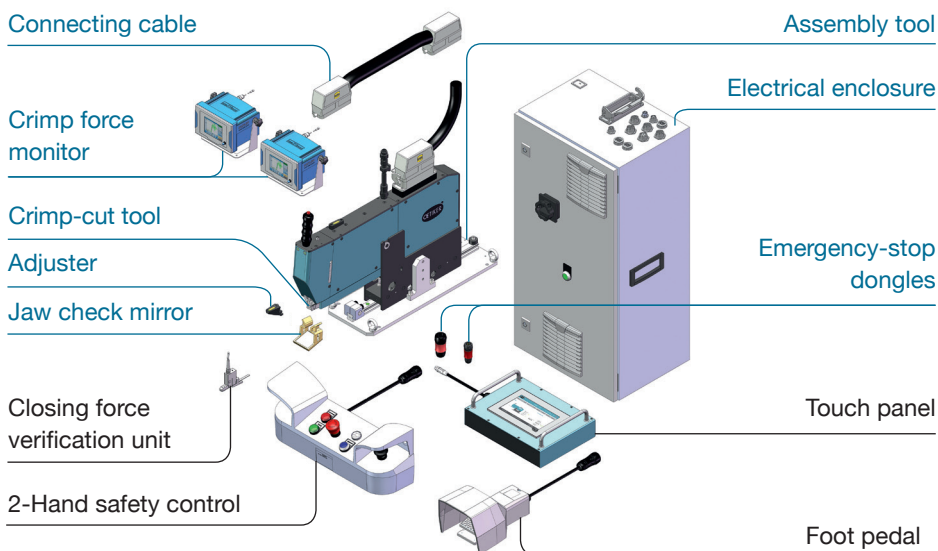 Connecting cable
Assembly tool
Electrical enclosure
Crimp force
monitor
Crimp-cut tool
Adjuster
Jaw check mirror
Emergency-stop
dongles
OETIKER
Closing force
verification unit
Touch panel
2-Hand safety control
Foot pedal